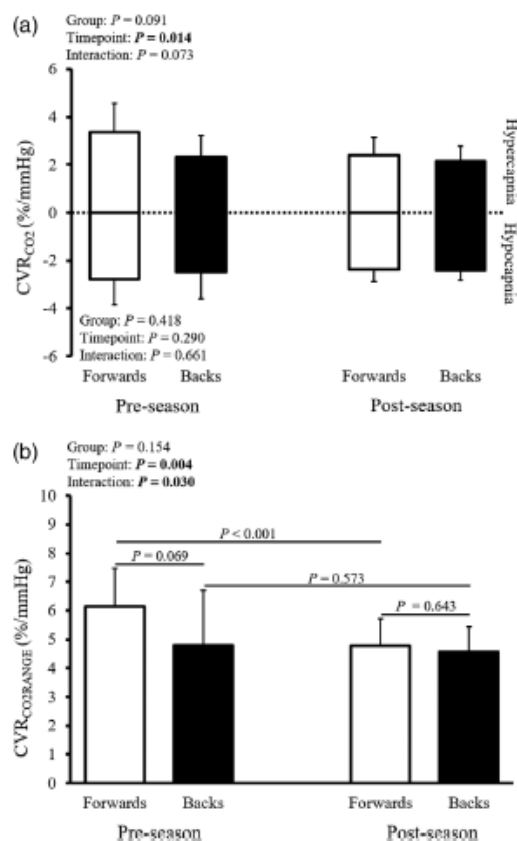 (a)
Group: P = 0.091
Timepoint: P = 0.014
Interaction: P = 0.073
6
4
2
0
-2
-4
-6
CVRCO2 (%/mmHg)
Hypercapnia
Hypocapnia
Group: P = 0.418
Timepoint: P = 0.290
Interaction: P = 0.661
Forwards Backs Forwards Backs
Pre-season Post-season
(b)
Group: P = 0.154
Timepoint: P = 0.004
Interaction: P = 0.030
10
9
8
7
6
5
4
3
2
1
0
CVRCO2RANGE (%/mmHg)
P < 0.001
P = 0.069
P = 0.573
P = 0.643
Forwards Backs Forwards Backs
Pre-season Post-season